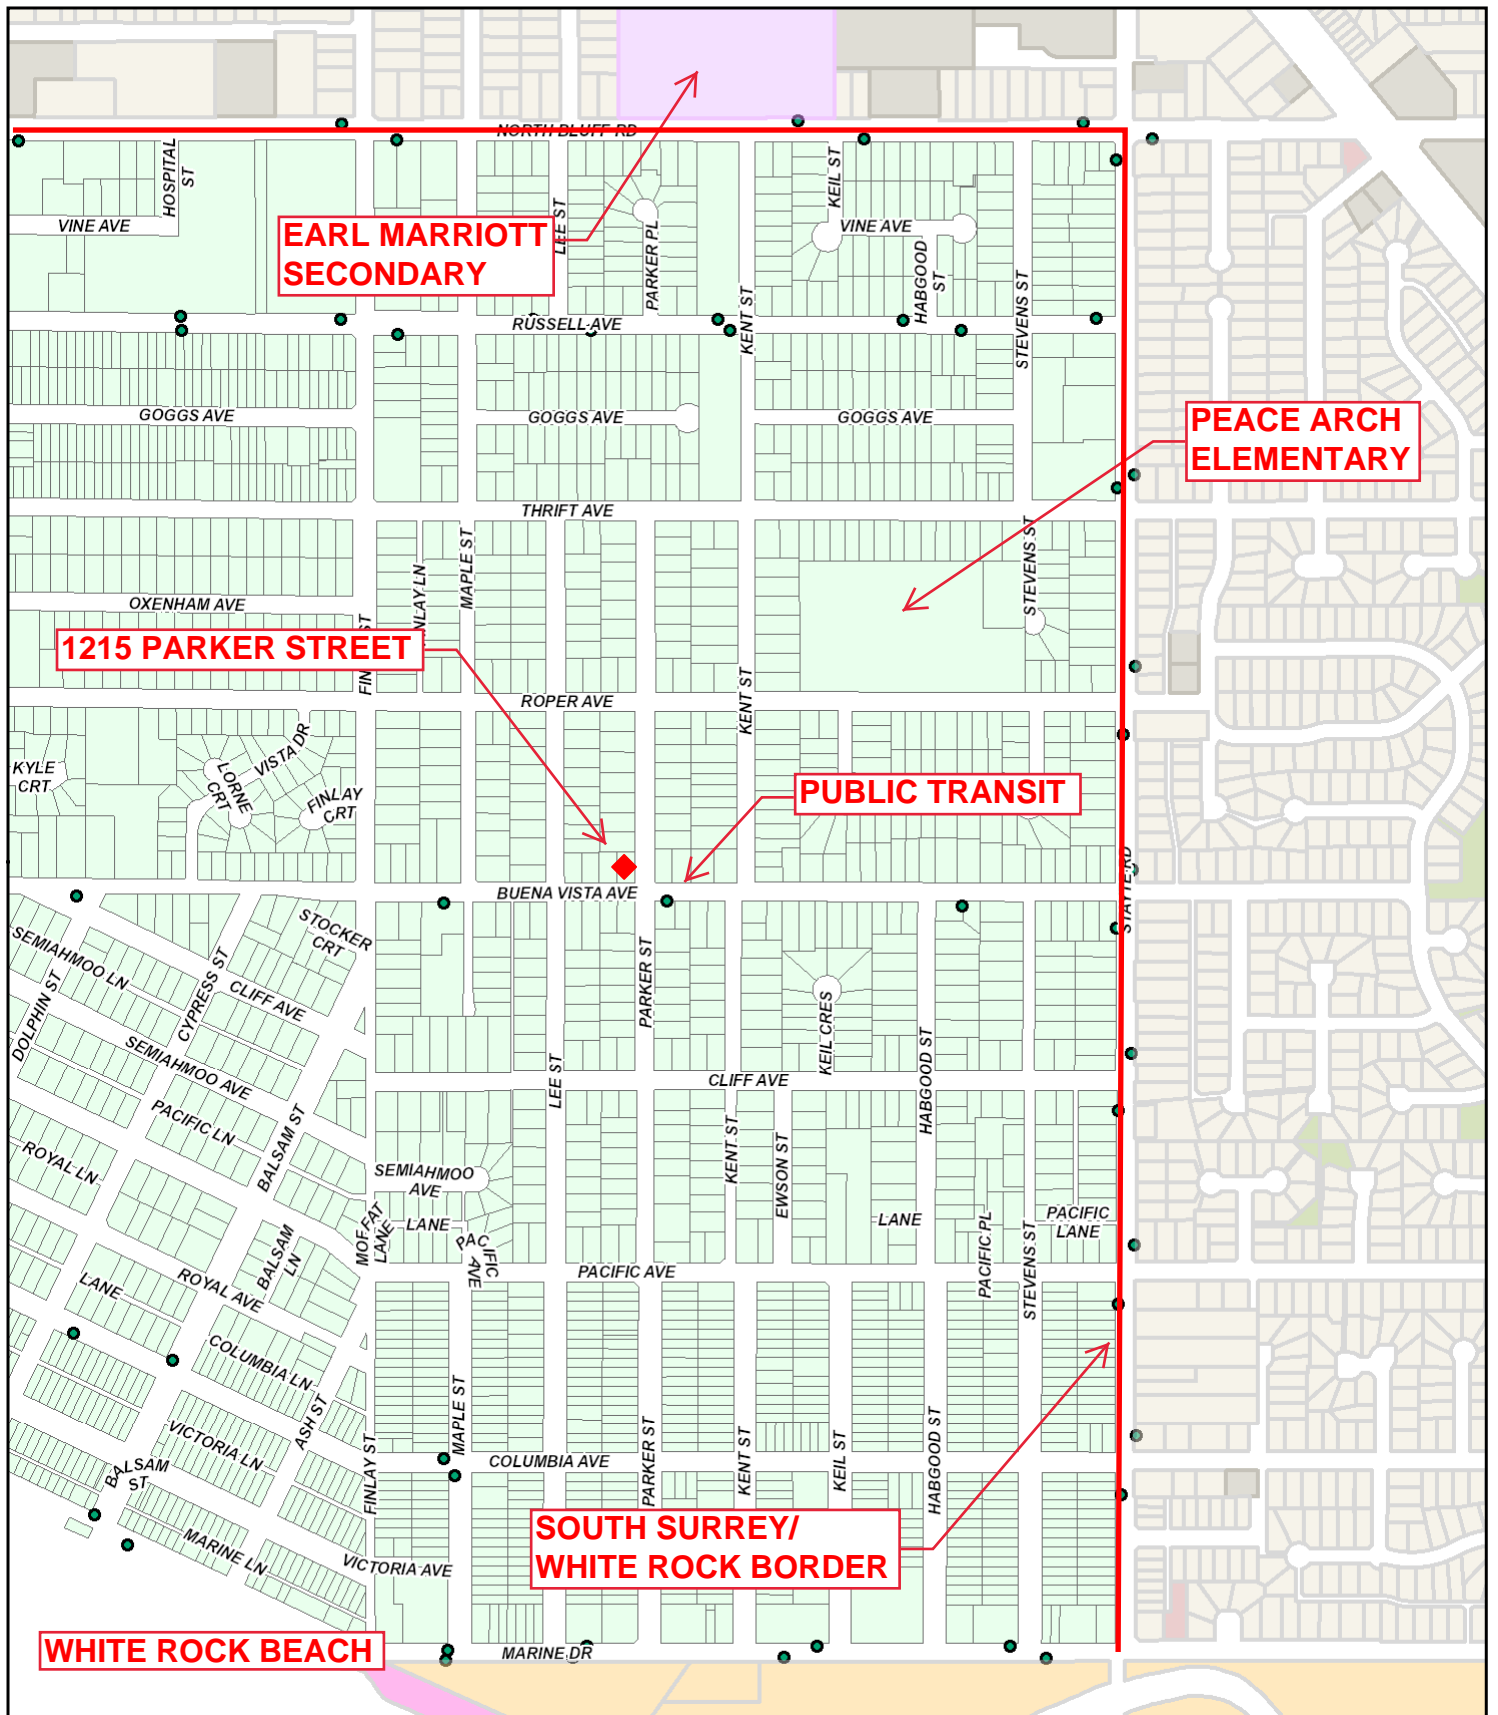 NORTH BLUFF RD
HOSPITAL
ST
KEIL ST
VINE AVE
EARL MARRIOTT
SECONDARY
LEE ST
PARKER PL
VINE AVE
HABGOOD
ST
RUSSELL AVE
KENT ST
STEVENS ST
GOGGS AVE
GOGGS AVE
GOGGS AVE
PEACE ARCH
ELEMENTARY
THRIFT AVE
MAPLE ST
STEVENS ST
OXENHAM AVE
1215 PARKER STREET
ROPER AVE
KENT ST
KYLE
CRT
LORNE
CRT
VISTA DR
FINLAY
CRT
PUBLIC TRANSIT
BUENA VISTA AVE
STAYTE RD
STOCKER
CRT
SEMIAHMOO LN
CYPRESS ST
CLIFF AVE
DOLPHIN ST
PARKER ST
KEIL CRES
SEMIAHMOO AVE
LEE ST
CLIFF AVE
HABGOOD ST
PACIFIC LN
BALSAM ST
KENT ST
EWSON ST
ROYAL LN
SEMIAHMOO
AVE
MOFFAT
LANE
LANE
PACIFIC
AVE
LANE
PACIFIC PL
PACIFIC
LANE
STEVENS ST
BALSAM
LN
PACIFIC AVE
LANE
ROYAL AVE
COLUMBIA LN
ASH ST
VICTORIA LN
MAPLE ST
FINLAY ST
COLUMBIA AVE
PARKER ST
KENT ST
KEIL ST
HABGOOD ST
BALSAM
ST
MARINE LN
VICTORIA AVE
SOUTH SURREY/
WHITE ROCK BORDER
WHITE ROCK BEACH
MARINE DR